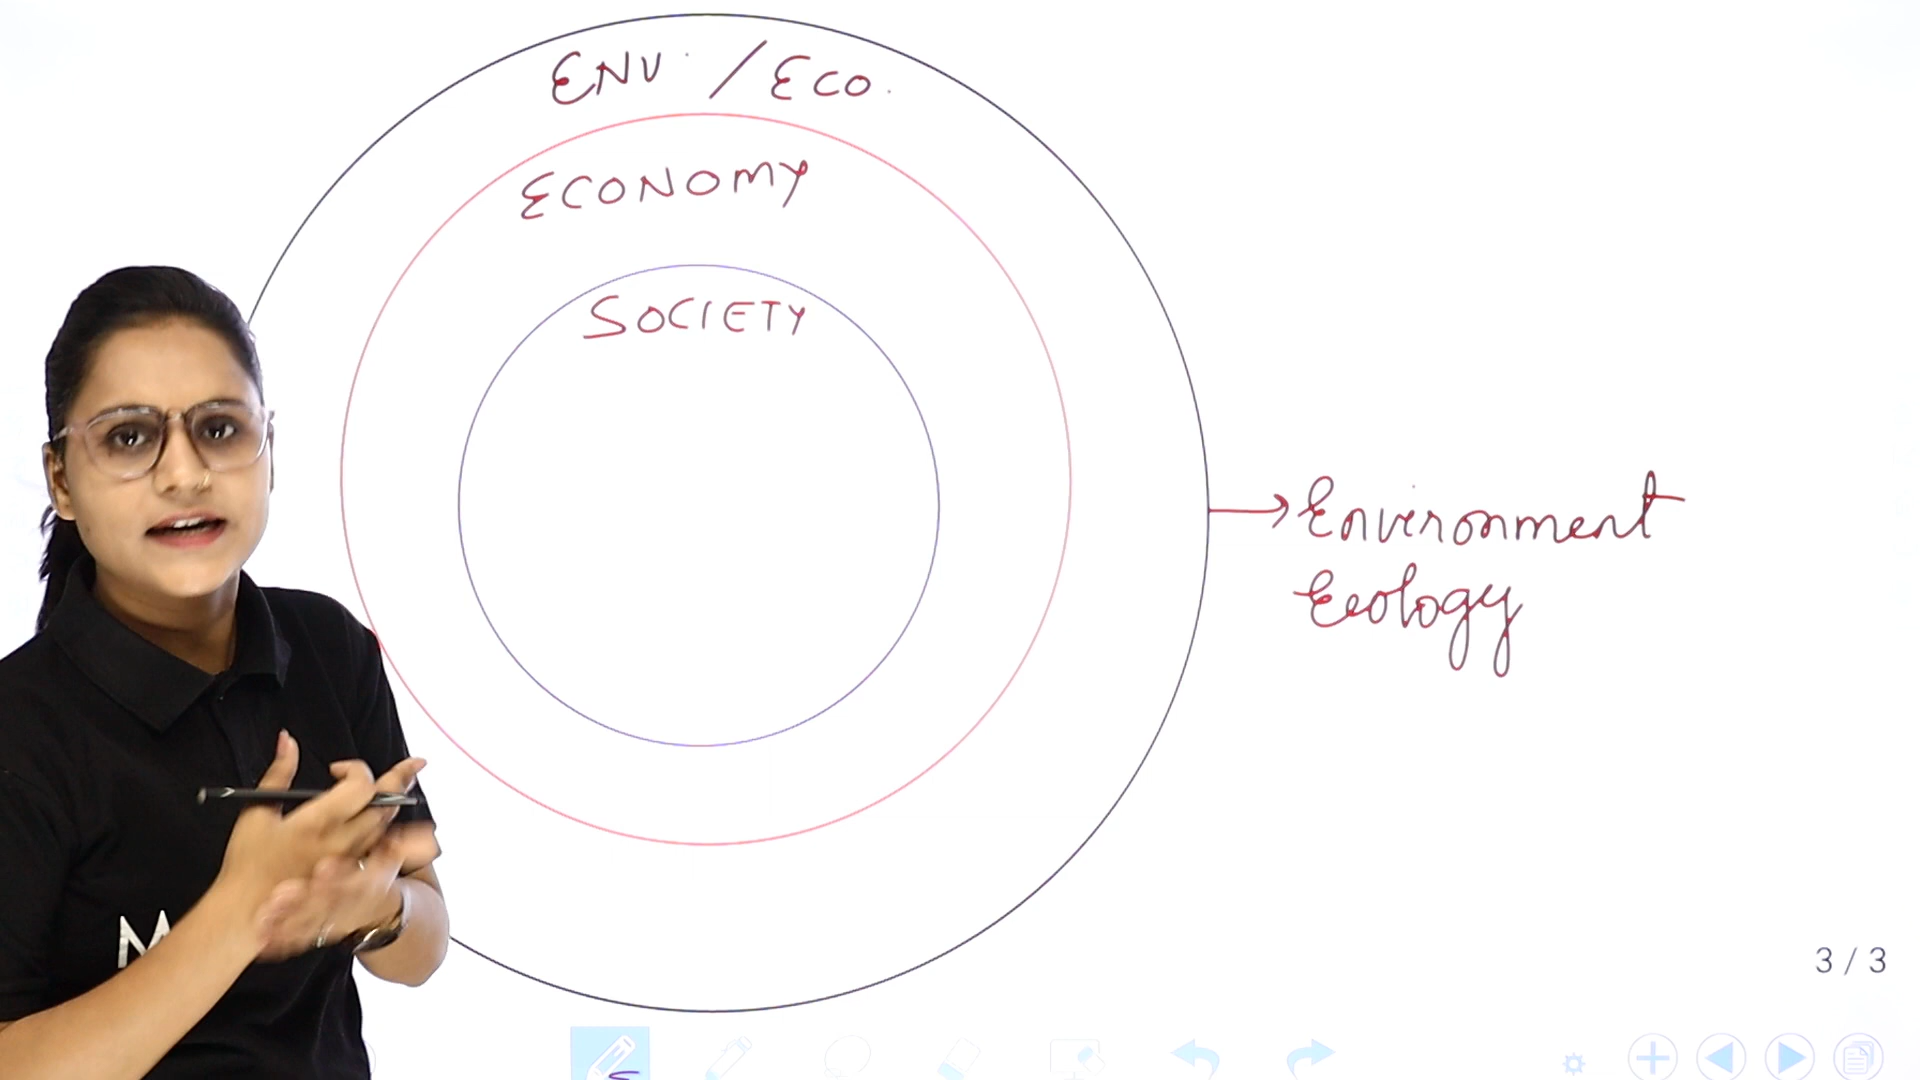 ENV. / ECO.
ECONOMY
SOCIETY
Environment
Ecology
M
3 / 3